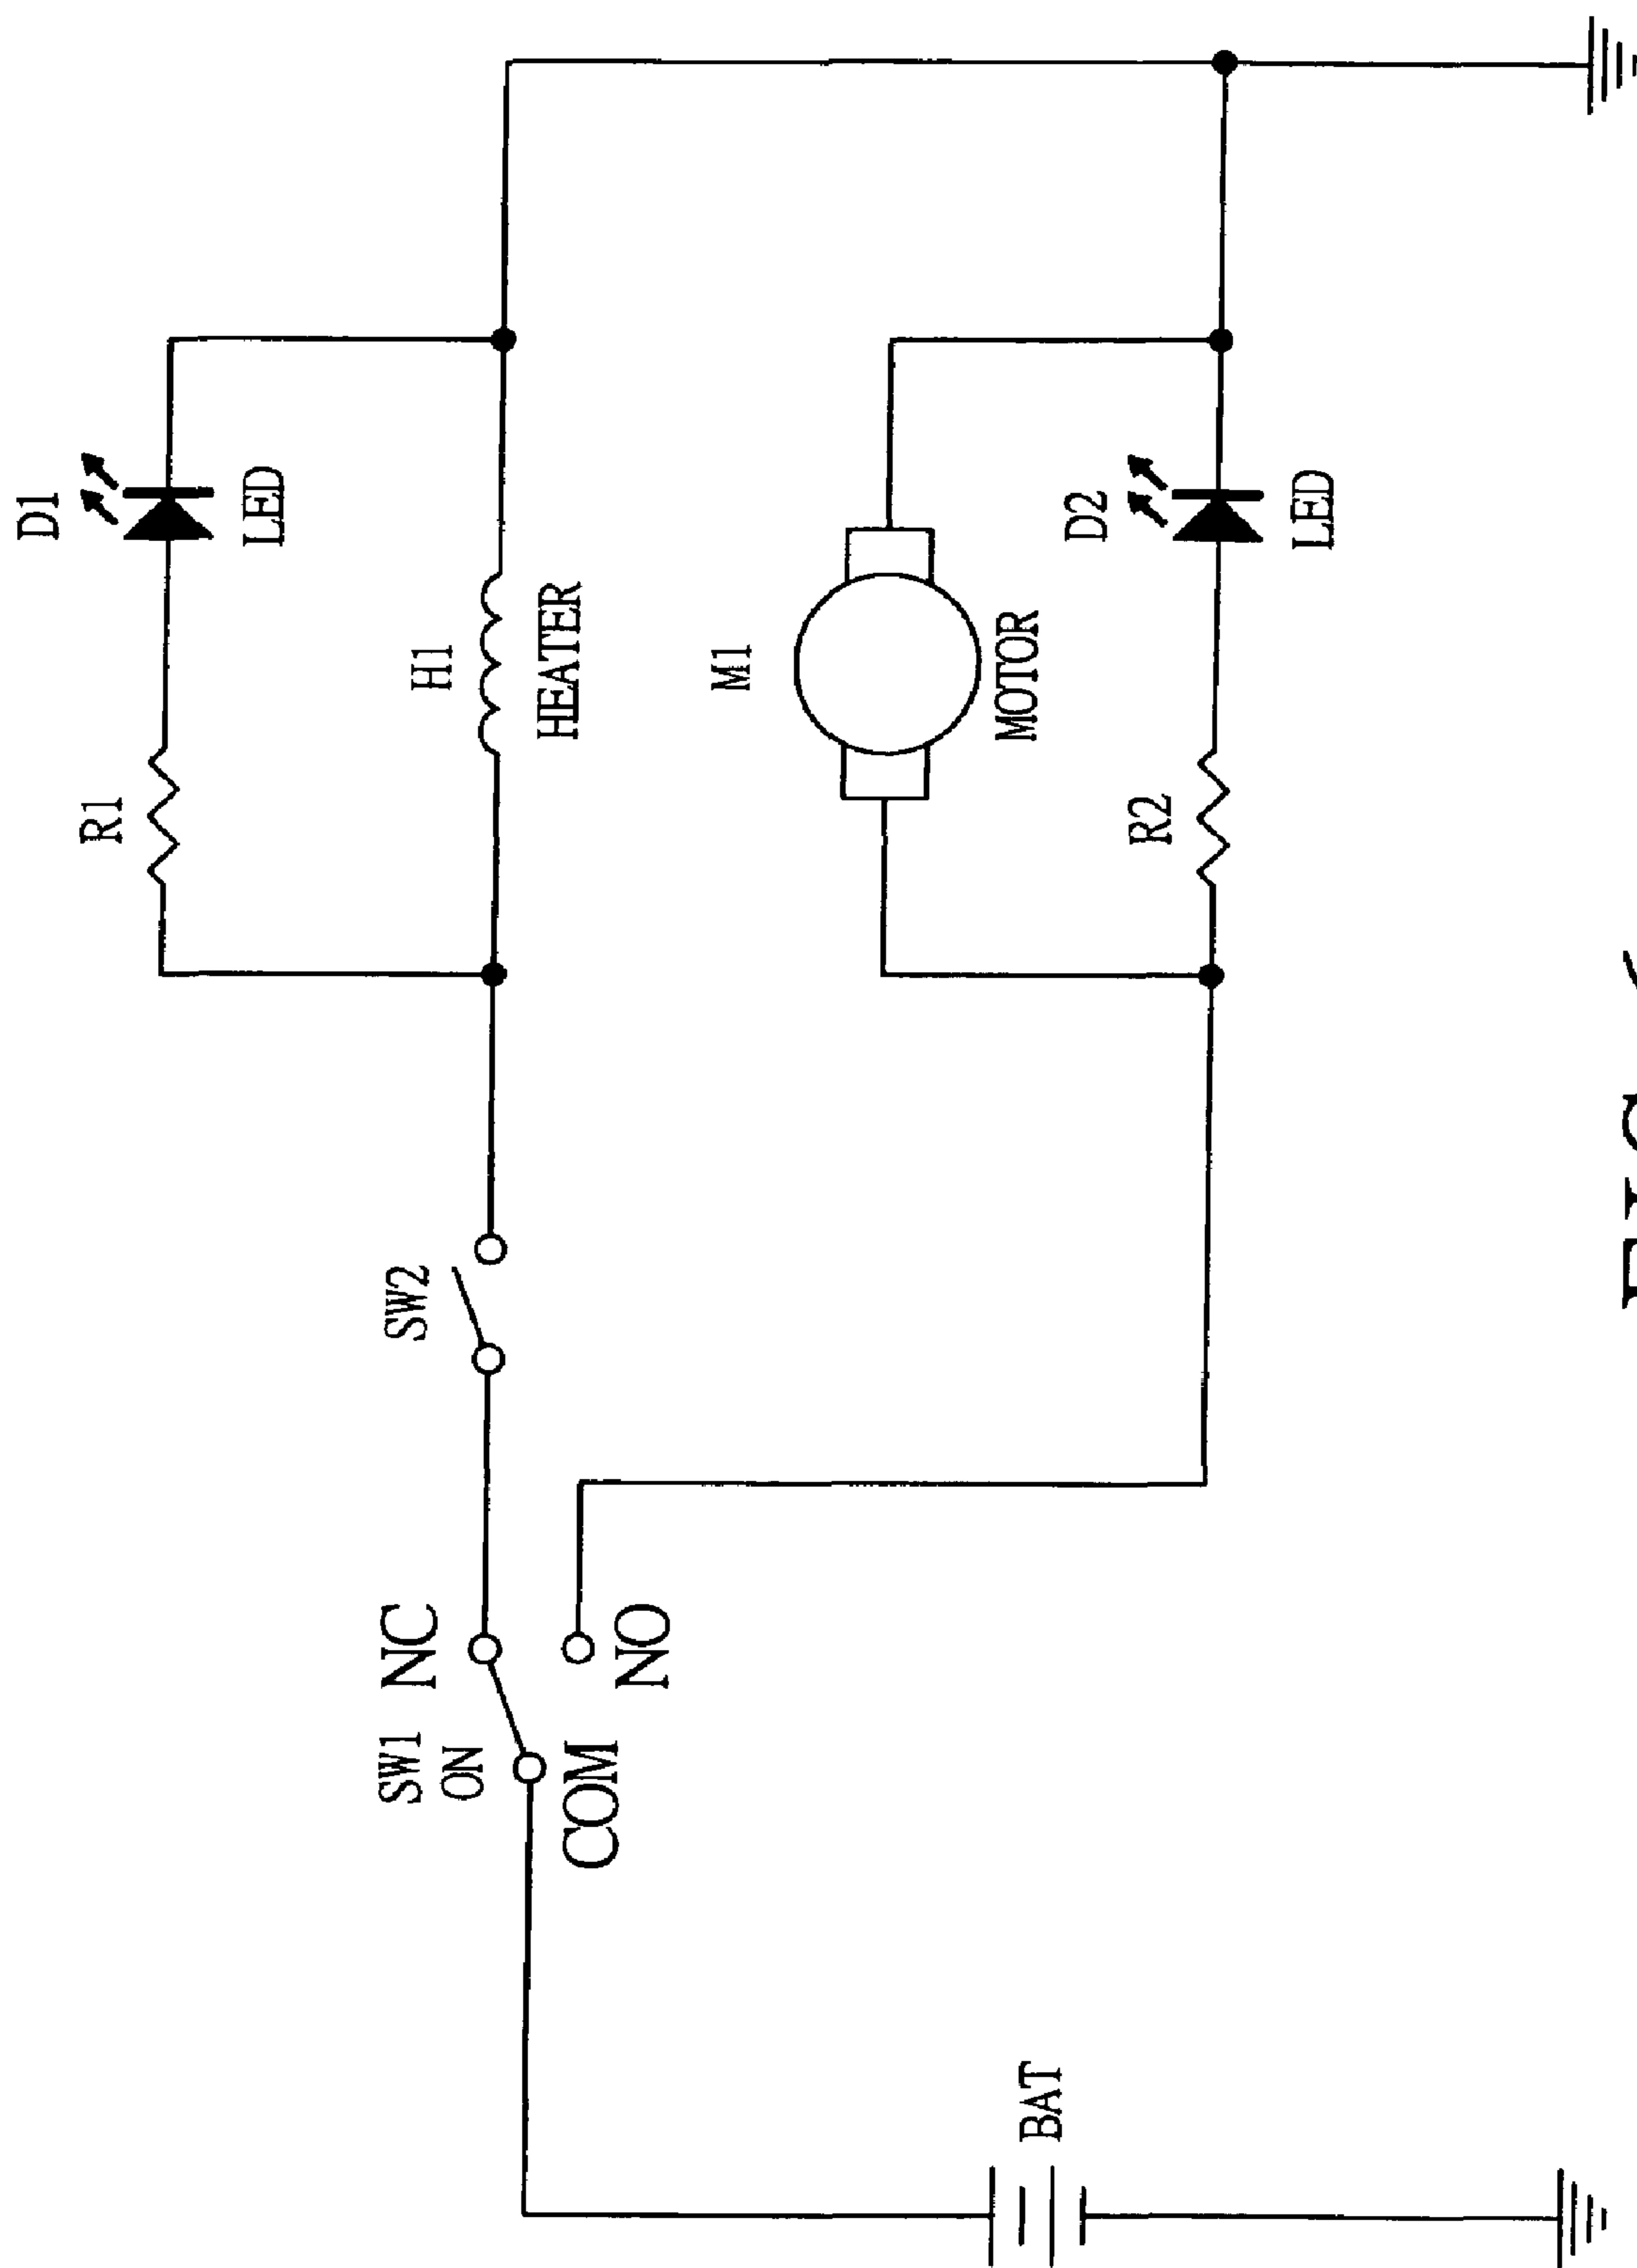 D1
LED
R1
H1
HEATER
M1
MOTOR
D2
LED
R2
SW2
SW1
ON
NC
NO
COM
BAT